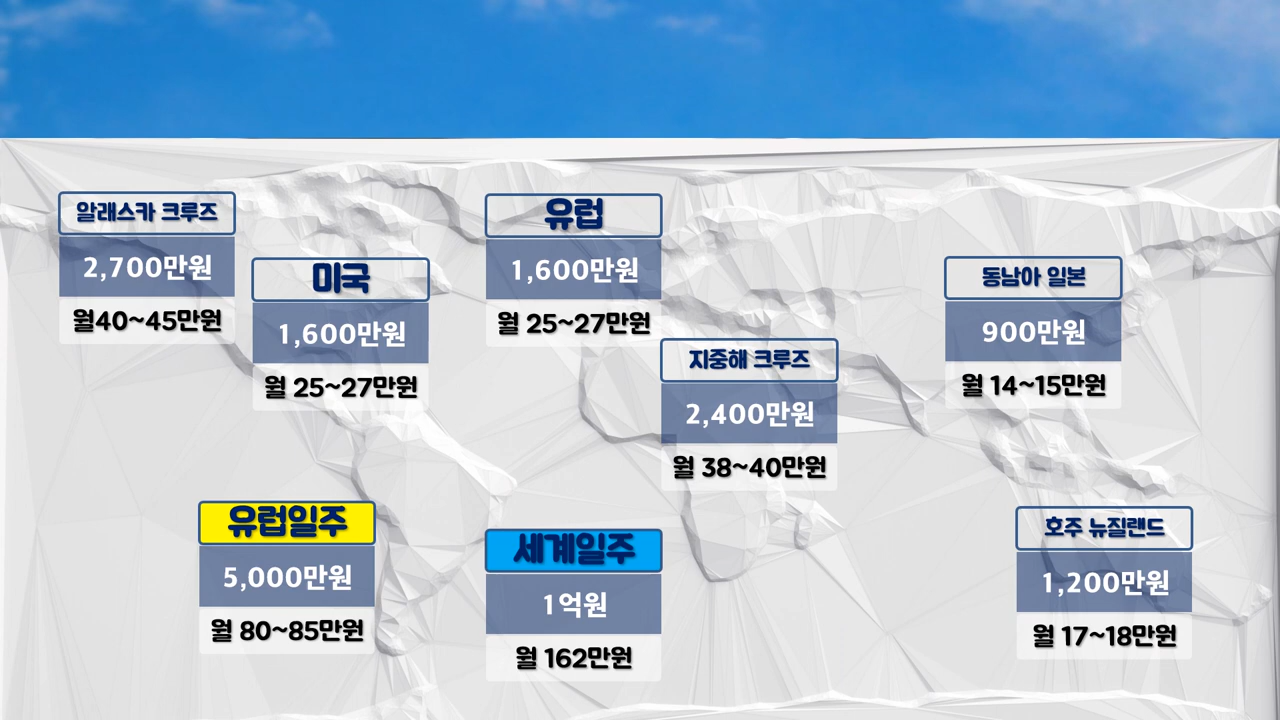 알래스카 크루즈
2,700만원
월40~45만원
미국
1,600만원
월 25~27만원
유럽
1,600만원
월 25~27만원
지중해 크루즈
2,400만원
월 38~40만원
동남아 일본
900만원
월 14~15만원
유럽일주
5,000만원
월 80~85만원
세계일주
1억원
월 162만원
호주 뉴질랜드
1,200만원
월 17~18만원